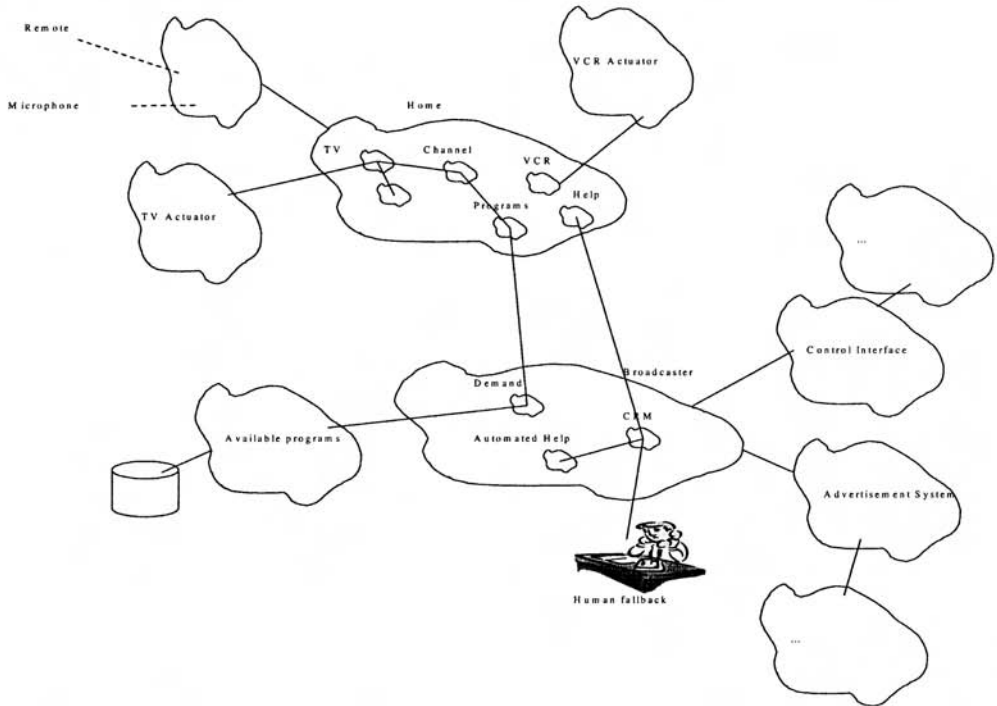 Remote
VCR Actuator
Microphone
Home
TV
Channel
VCR
Help
Programs
TV Actuator
...
Control Interface
Broadcaster
Demand
CRM
Available programs
Automated Help
Advertisement System
Human fallback
...